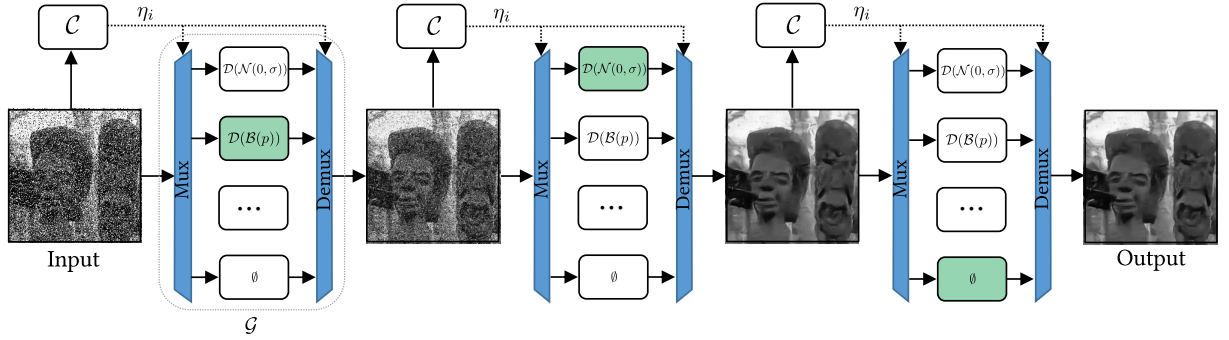 𝒞 η_i 𝒞 η_i 𝒞 η_i
𝒟(𝒩(0, σ)) 𝒟(𝒩(0, σ)) 𝒟(𝒩(0, σ))
𝒟(ℬ(p)) 𝒟(ℬ(p)) 𝒟(ℬ(p))
Mux Demux Mux Demux Mux Demux
... ... ...
∅ ∅ ∅
Input Output
𝒢